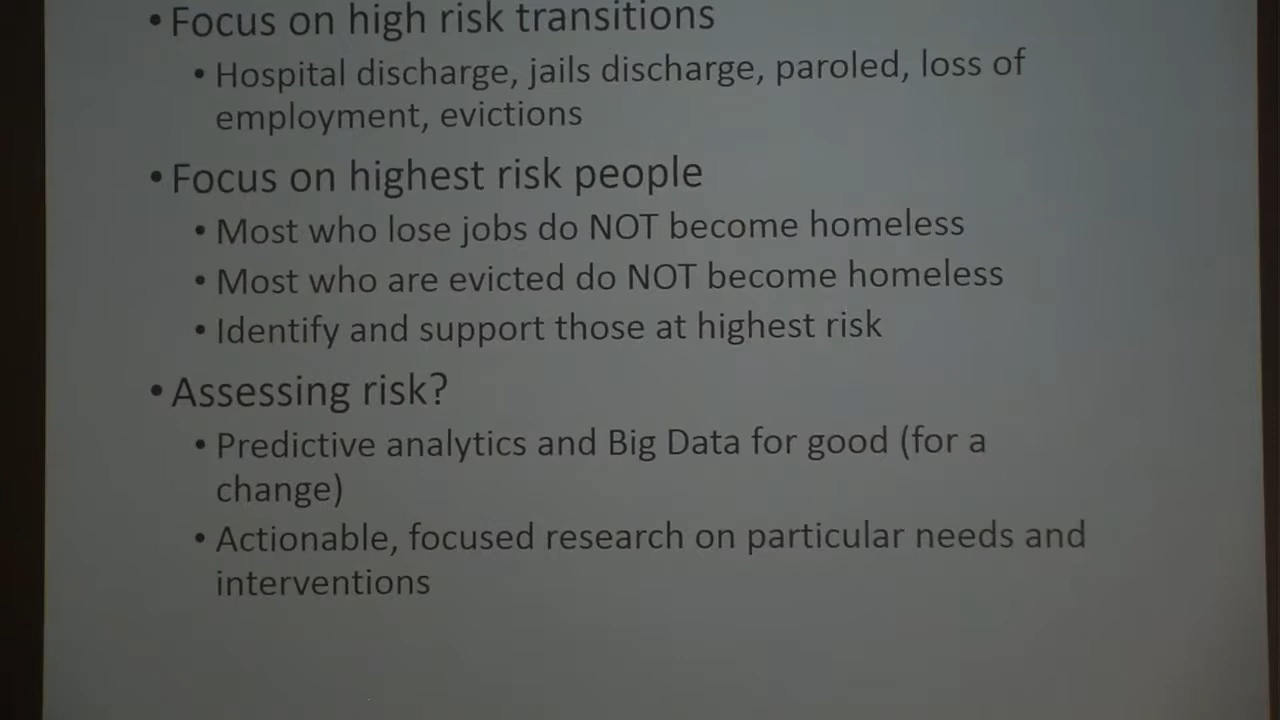 • Focus on high risk transitions
• Hospital discharge, jails discharge, paroled, loss of
employment, evictions
• Focus on highest risk people
• Most who lose jobs do NOT become homeless
• Most who are evicted do NOT become homeless
• Identify and support those at highest risk
• Assessing risk?
• Predictive analytics and Big Data for good (for a
change)
• Actionable, focused research on particular needs and
interventions